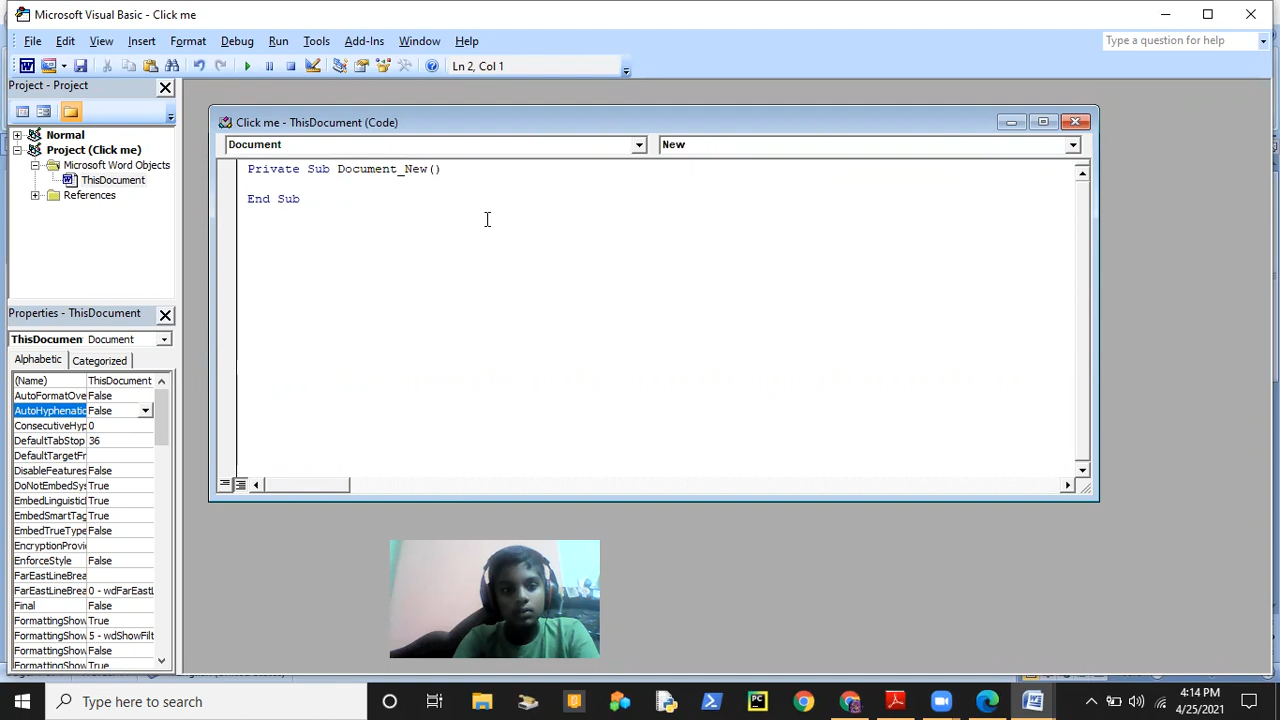 Microsoft Visual Basic - Click me
File Edit View Insert Format Debug Run Tools Add-Ins Window Help
Type a question for help
Ln 2, Col 1
Project - Project
Normal
Project (Click me)
Microsoft Word Objects
ThisDocument
References
Click me - ThisDocument (Code)
Document New
Private Sub Document_New()
End Sub
Properties - ThisDocument
ThisDocumen Document
Alphabetic Categorized
(Name) ThisDocument
AutoFormatOve False
AutoHyphenatic False
ConsecutiveHyp 0
DefaultTabStop 36
DefaultTargetFr
DisableFeatures False
DoNotEmbedSy True
EmbedLinguistic True
EmbedSmartTag True
EmbedTrueType False
EncryptionProvi
EnforceStyle False
FarEastLineBrea
FarEastLineBrea 0 - wdFarEastL
Final False
FormattingShow True
FormattingShow 5 - wdShowFilt
FormattingShow False
FormattingShow True
Type here to search
4:14 PM
4/25/2021